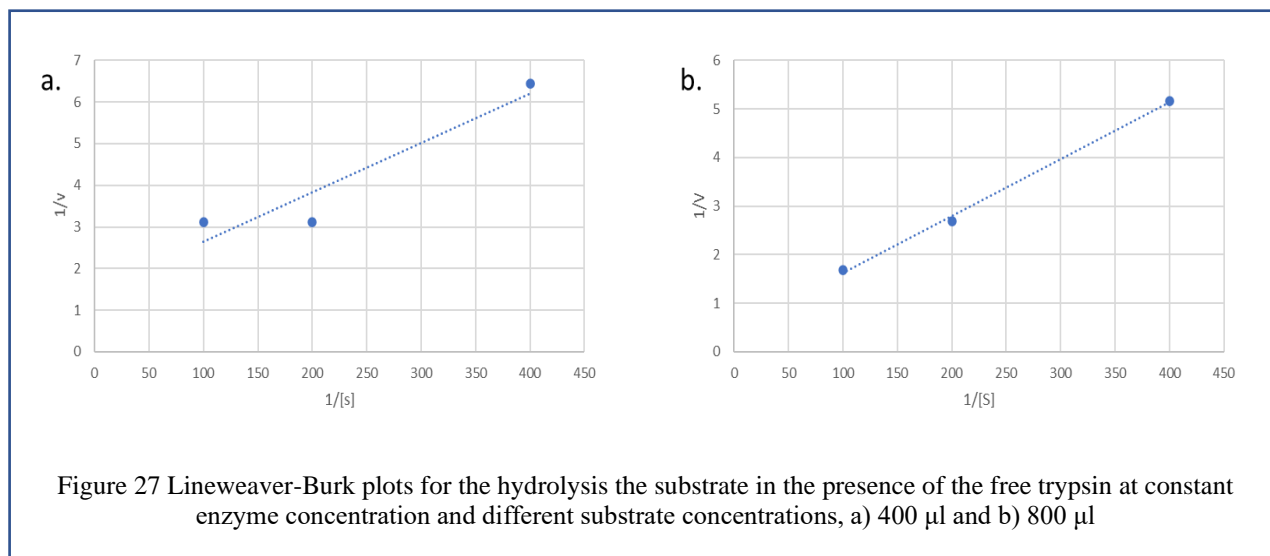 a.
7
6
5
4
3
2
1
0
1/v
0 50 100 150 200 250 300 350 400 450
1/[s]
b.
6
5
4
3
2
1
0
1/V
0 50 100 150 200 250 300 350 400 450
1/[S]
Figure 27 Lineweaver-Burk plots for the hydrolysis the substrate in the presence of the free trypsin at constant
enzyme concentration and different substrate concentrations, a) 400 μl and b) 800 μl